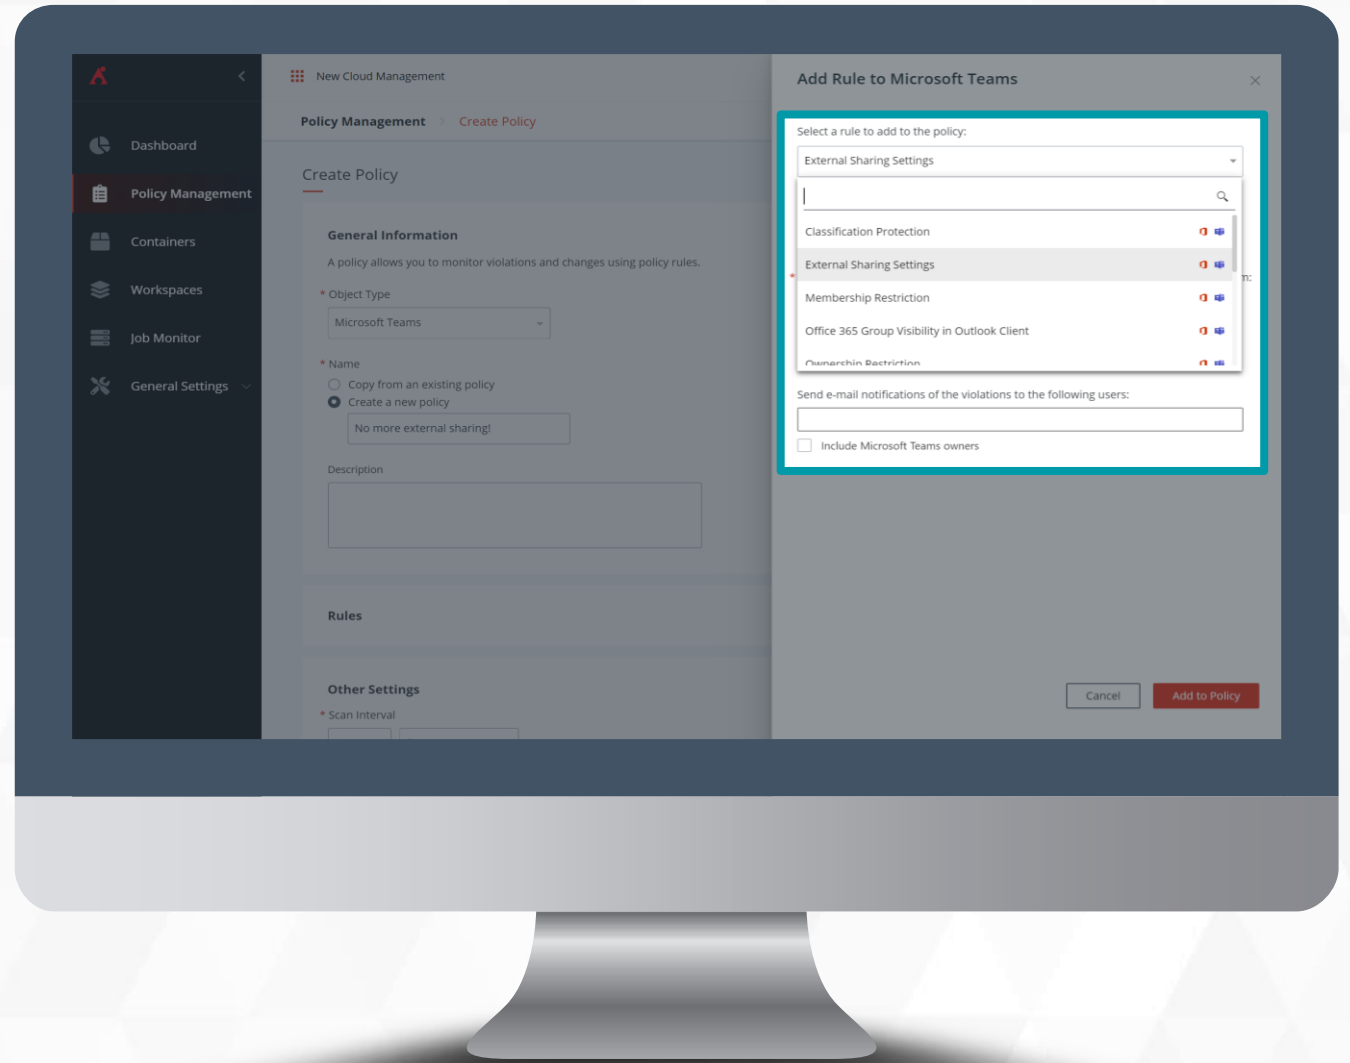 New Cloud Management
Policy Management
Create Policy
Dashboard
Policy Management
Containers
Workspaces
Job Monitor
General Settings
Create Policy
General Information
A policy allows you to monitor violations and changes using policy rules.
* Object Type
Microsoft Teams
* Name
Copy from an existing policy
Create a new policy
No more external sharing!
Description
Rules
Other Settings
* Scan Interval
Add Rule to Microsoft Teams
Select a rule to add to the policy:
External Sharing Settings
Classification Protection
External Sharing Settings
Membership Restriction
Office 365 Group Visibility in Outlook Client
Ownership Restriction
Send e-mail notifications of the violations to the following users:
Include Microsoft Teams owners
Cancel
Add to Policy